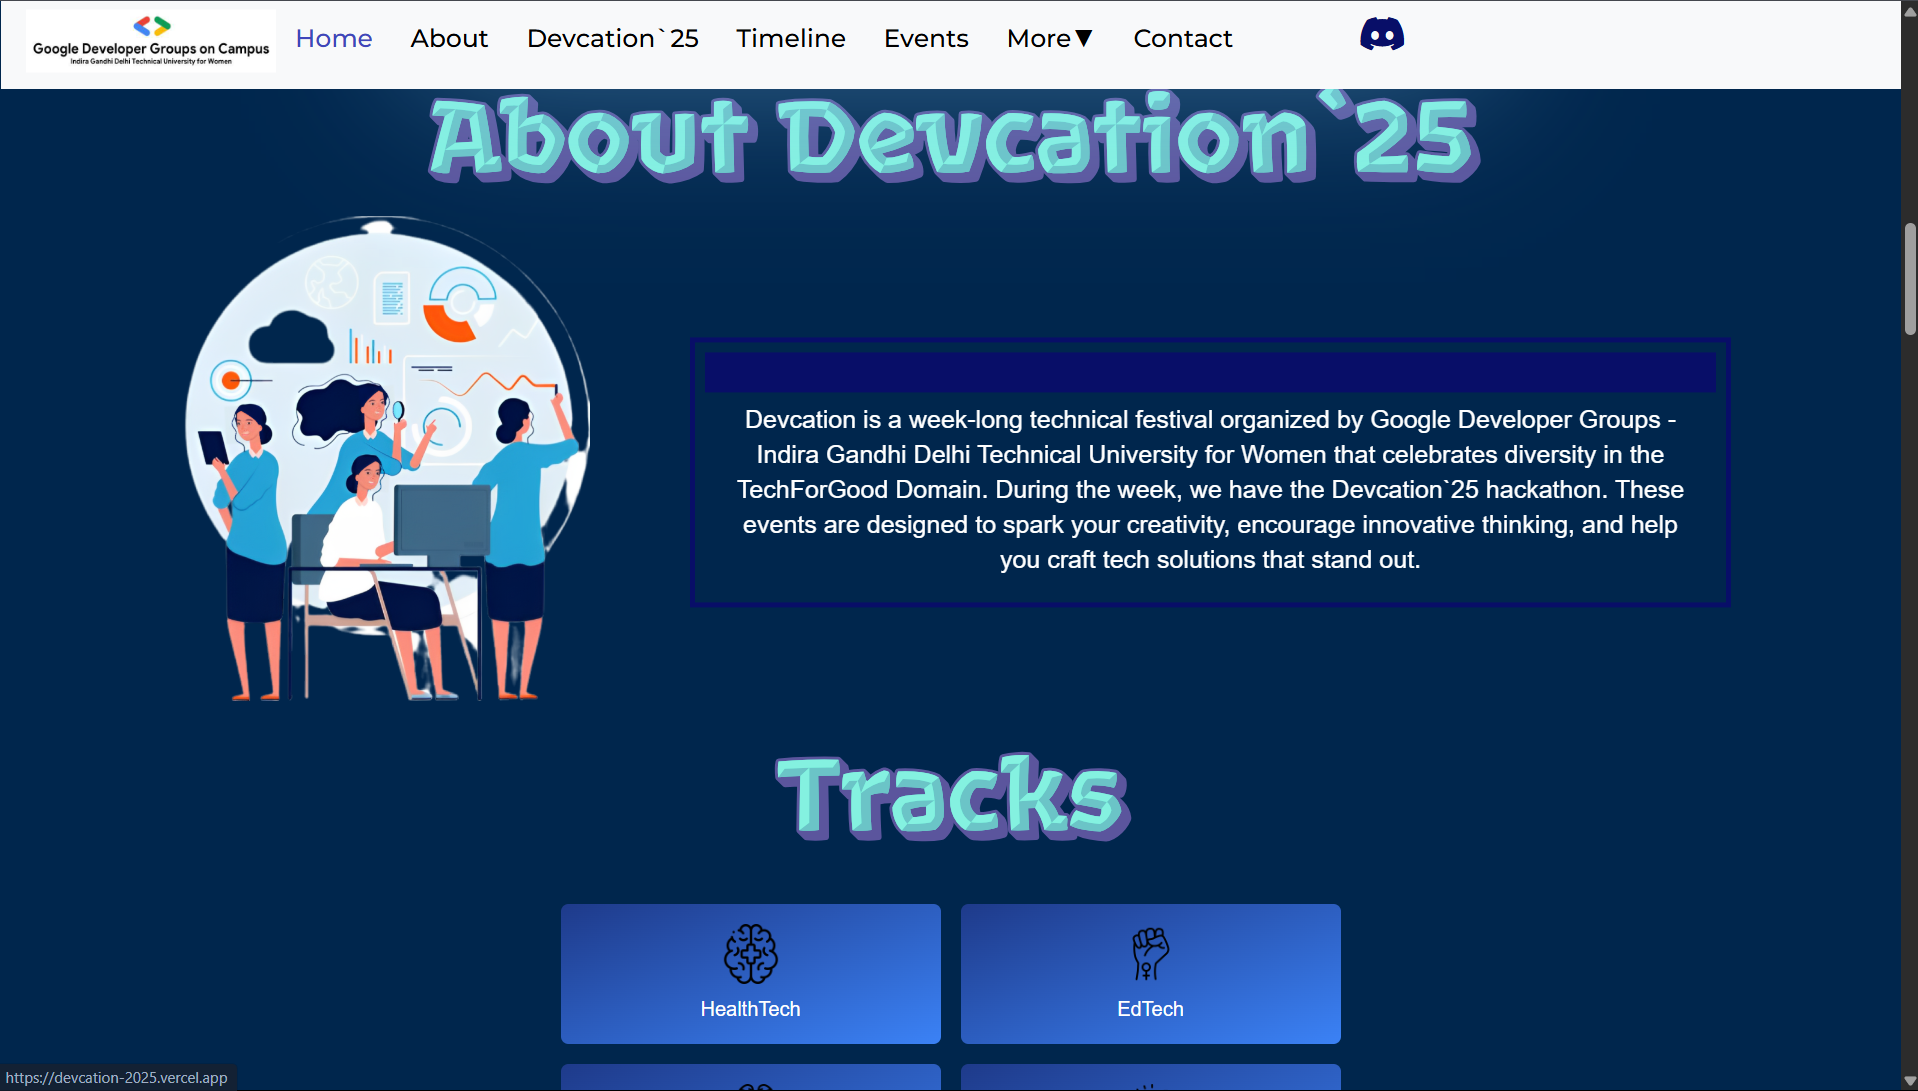 Google Developer Groups on Campus
Indira Gandhi Delhi Technical University for Women
Home
About
Devcation`25
Timeline
Events
More▼
Contact
About Devcation`25
Devcation is a week-long technical festival organized by Google Developer Groups -
Indira Gandhi Delhi Technical University for Women that celebrates diversity in the
TechForGood Domain. During the week, we have the Devcation`25 hackathon. These
events are designed to spark your creativity, encourage innovative thinking, and help
you craft tech solutions that stand out.
Tracks
HealthTech
EdTech
https://devcation-2025.vercel.app